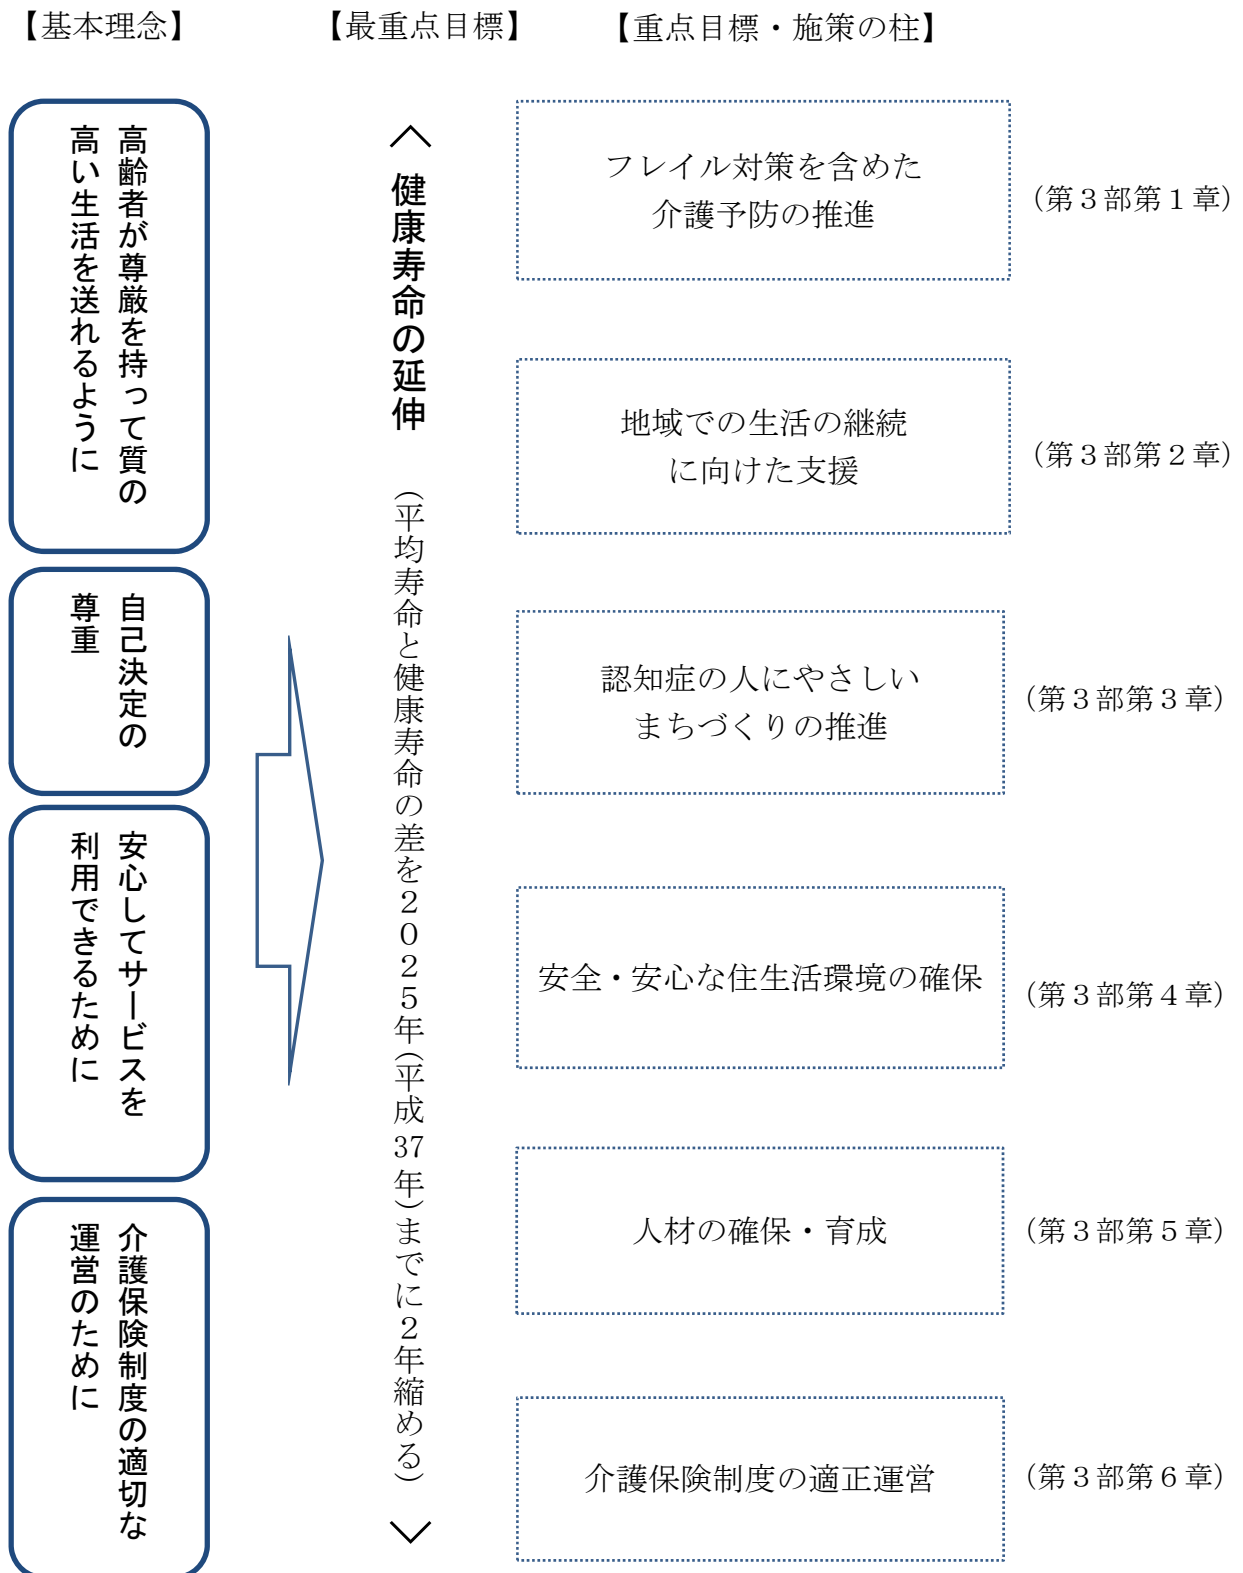 【基本理念】
【最重点目標】
【重点目標・施策の柱】
高齢者が尊厳を持って質の
高い生活を送れるように
自己決定の
尊重
安心してサービスを
利用できるために
介護保険制度の適切な
運営のために
〈健康寿命の延伸 (平均寿命と健康寿命の差を2025年(平成37年)までに2年縮める)〉
フレイル対策を含めた
介護予防の推進
(第3部第1章)
地域での生活の継続
に向けた支援
(第3部第2章)
認知症の人にやさしい
まちづくりの推進
(第3部第3章)
安全・安心な住生活環境の確保
(第3部第4章)
人材の確保・育成
(第3部第5章)
介護保険制度の適正運営
(第3部第6章)